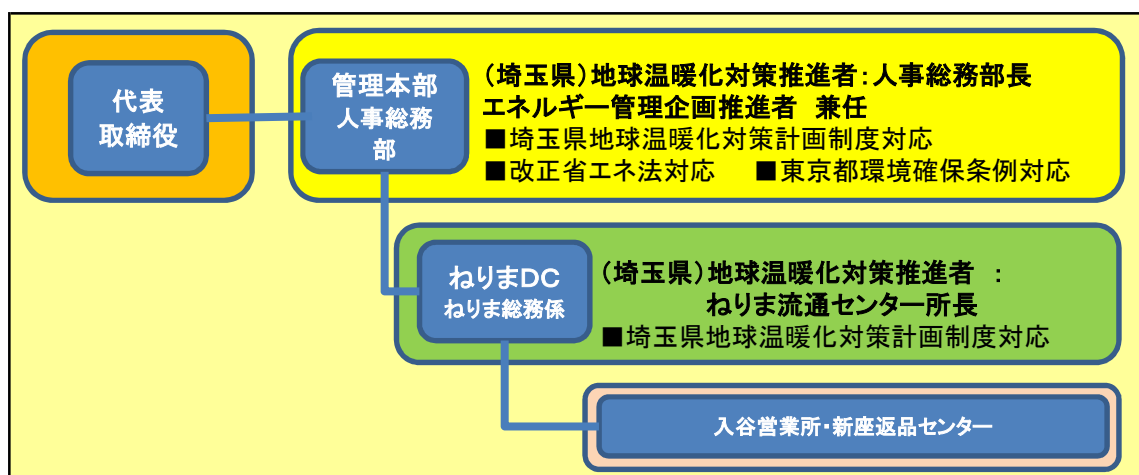 代表
取締役
管理本部
人事総務
部
（埼玉県）地球温暖化対策推進者：人事総務部長
エネルギー管理企画推進者　兼任
■埼玉県地球温暖化対策計画制度対応
■改正省エネ法対応　■東京都環境確保条例対応
ねりまＤＣ
ねりま総務係
（埼玉県）地球温暖化対策推進者　：
ねりま流通センター所長
■埼玉県地球温暖化対策計画制度対応
入谷営業所・新座返品センター